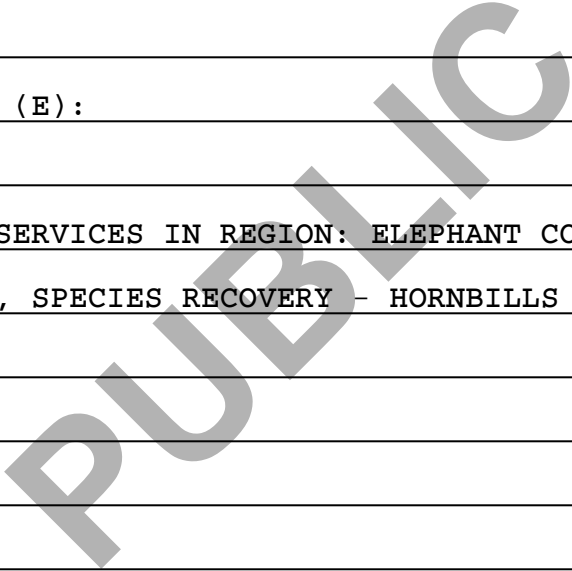 (E):
SERVICES IN REGION: ELEPHANT CO
, SPECIES RECOVERY - HORNBILLS
PUBLIC